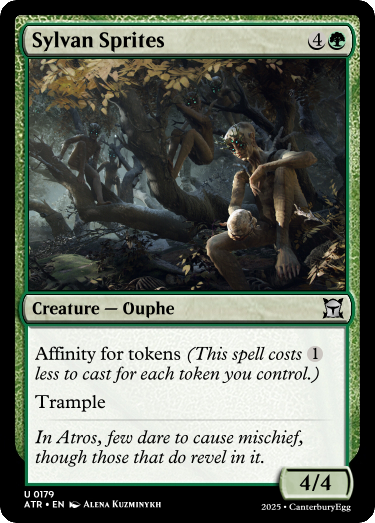 Sylvan Sprites 4
Creature — Ouphe
Affinity for tokens (This spell costs 1
less to cast for each token you control.)
Trample
In Atros, few dare to cause mischief,
though those that do revel in it.
4/4
U 0179
ATR • EN Alena Kuzminykh
2025 • CanterburyEgg